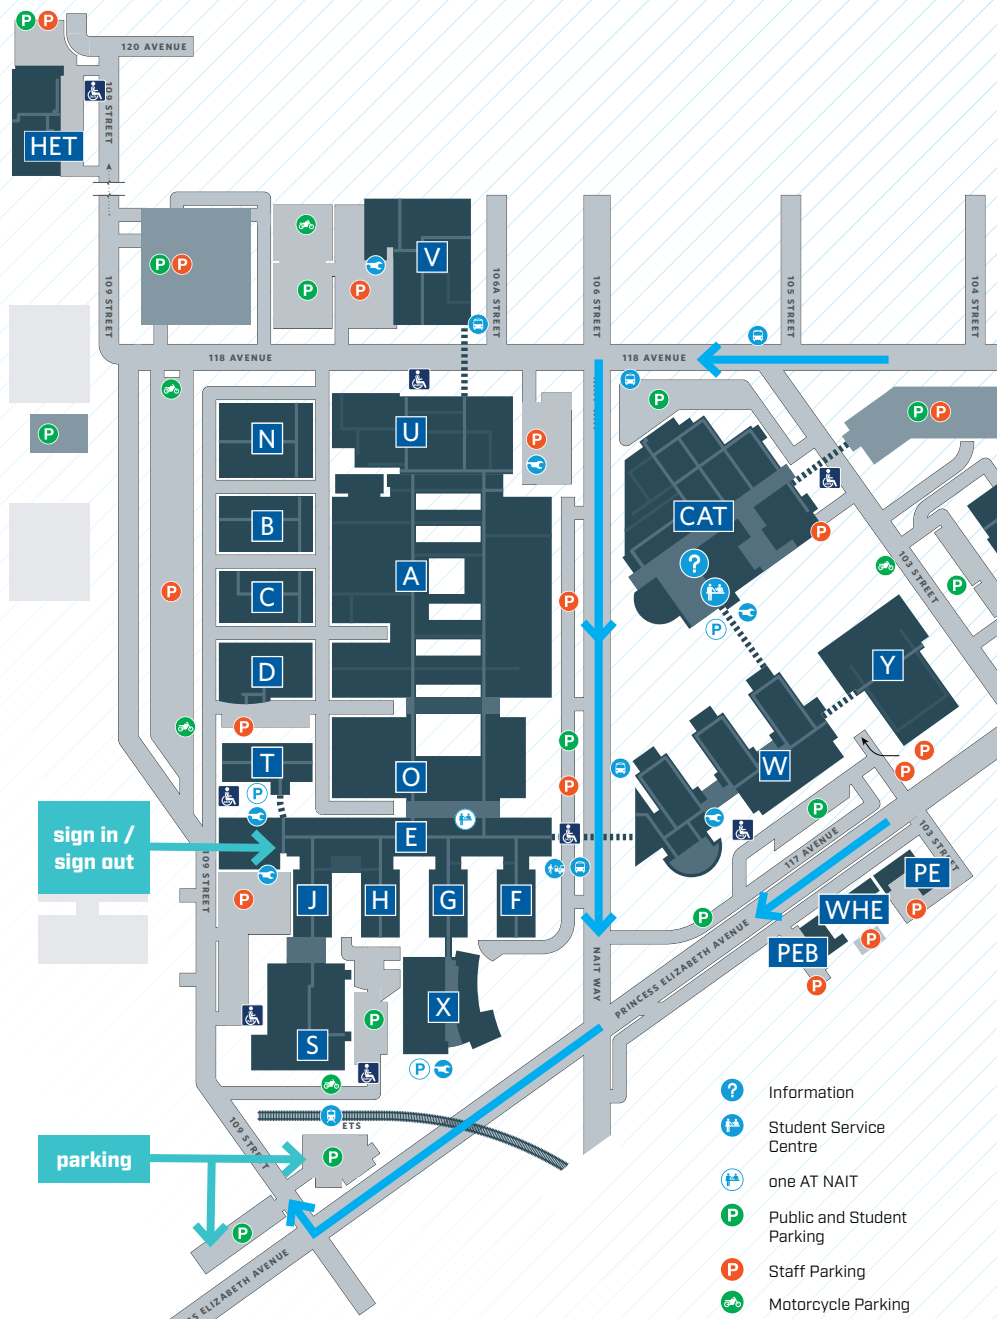 P P
120 AVENUE
109 STREET
HET
V
P P
P
P
109 STREET
106A STREET
106 STREET
105 STREET
104 STREET
118 AVENUE
118 AVENUE
P
P P
P
N
U
P
B
CAT
P
A
?
103 STREET
P
C
P
P
P
D
Y
P
P
P
P
T
O
W
P
P
P
P
sign in /
sign out
E
117 AVENUE
103 STREET
109 STREET
PE
P
J
H
G
F
WHE
P
P
P
PEB
P
NAIT WAY
PRINCESS ELIZABETH AVENUE
X
P
S
P
109 STREET
ETS
parking
P
P
SS ELIZABETH AVENUE
? Information
Student Service
Centre
one AT NAIT
P Public and Student
Parking
P Staff Parking
Motorcycle Parking